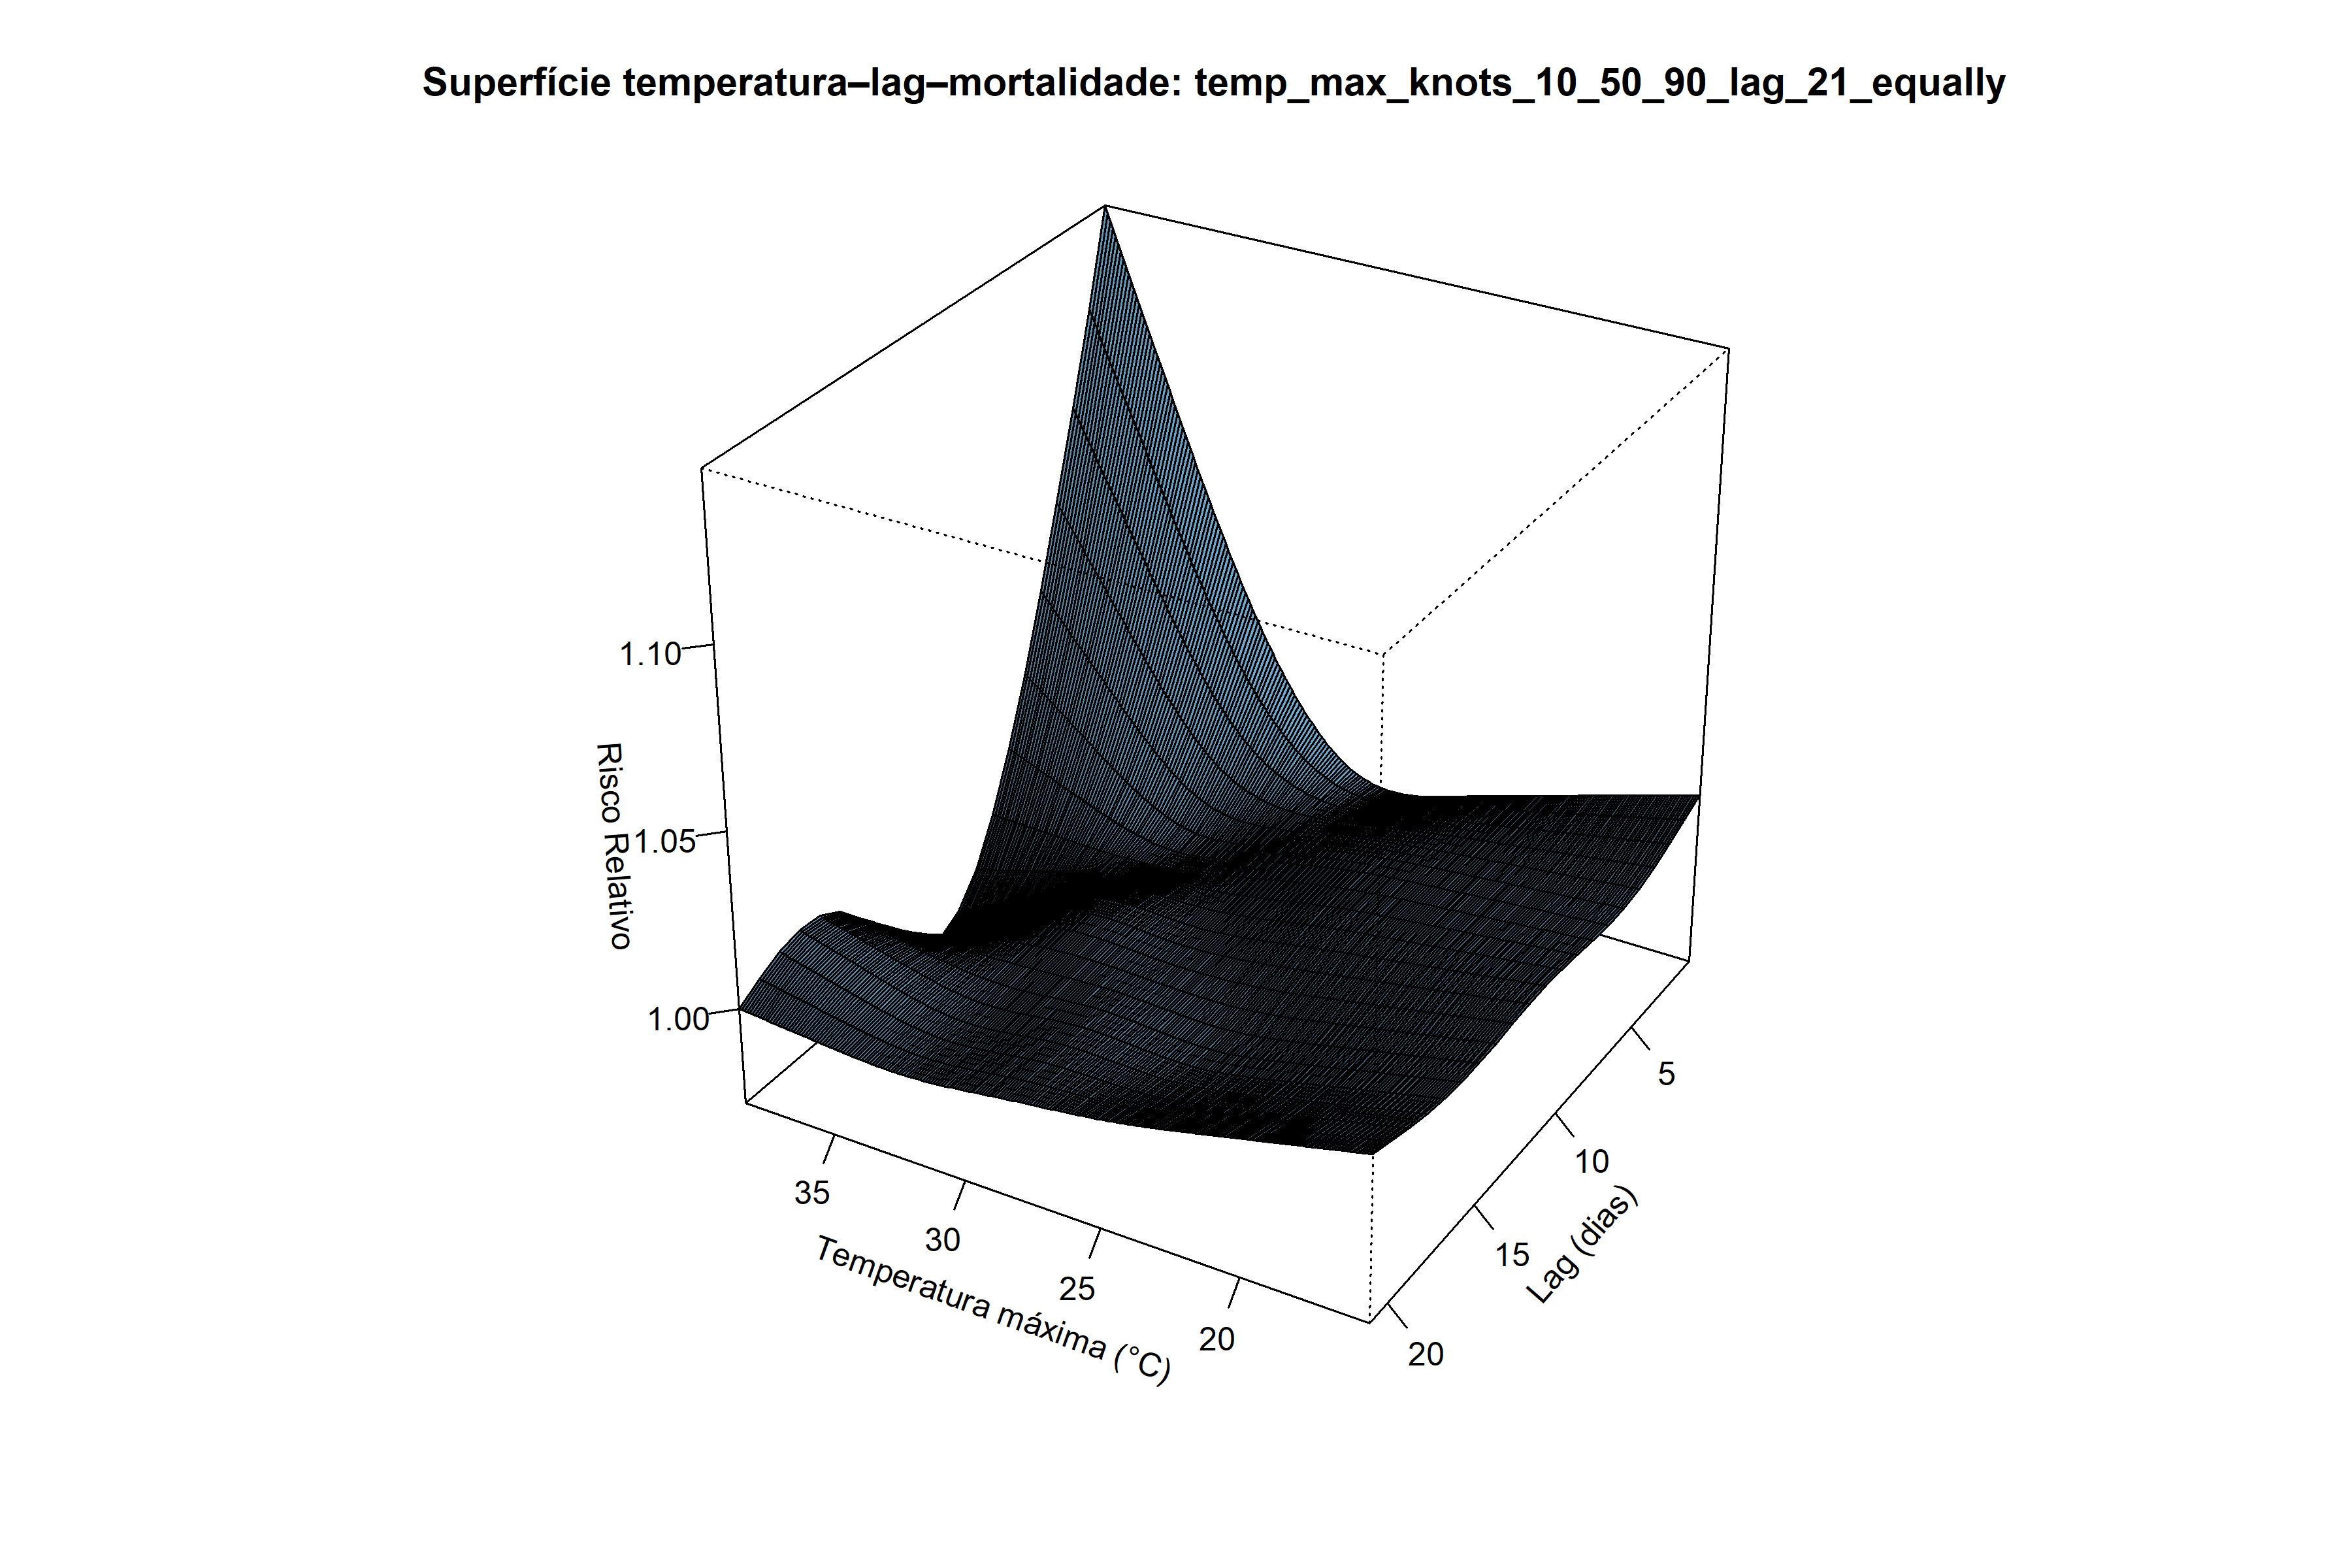 Superfície temperatura–lag–mortalidade: temp_max_knots_10_50_90_lag_21_equally
1.10
1.05
1.00
Risco Relativo
35
30
25
20
Temperatura máxima (°C)
5
10
15
20
Lag (dias)